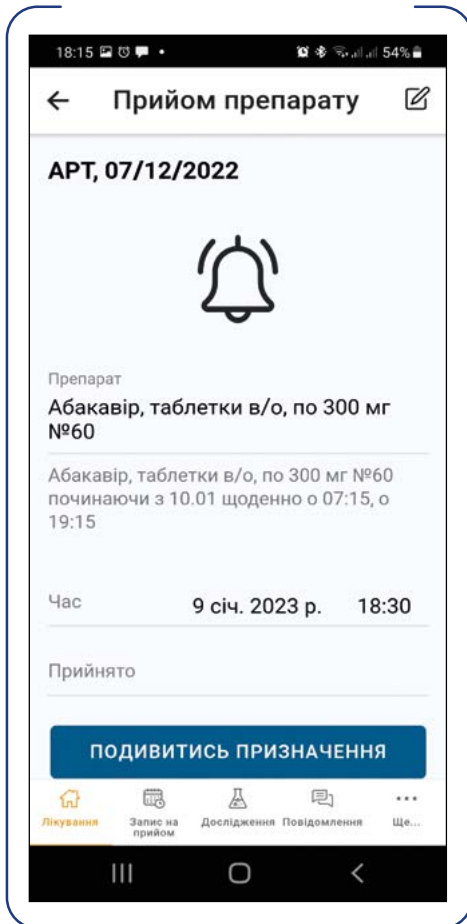 18:15 54%
Прийом препарату
АРТ, 07/12/2022
Препарат
Абакавір, таблетки в/о, по 300 мг
№60
Абакавір, таблетки в/о, по 300 мг №60
починаючи з 10.01 щоденно о 07:15, о
19:15
Час 9 січ. 2023 р. 18:30
Прийнято
ПОДИВИТИСЬ ПРИЗНАЧЕННЯ
Лікування Запис на Дослідження Повідомлення Ще...
прийом